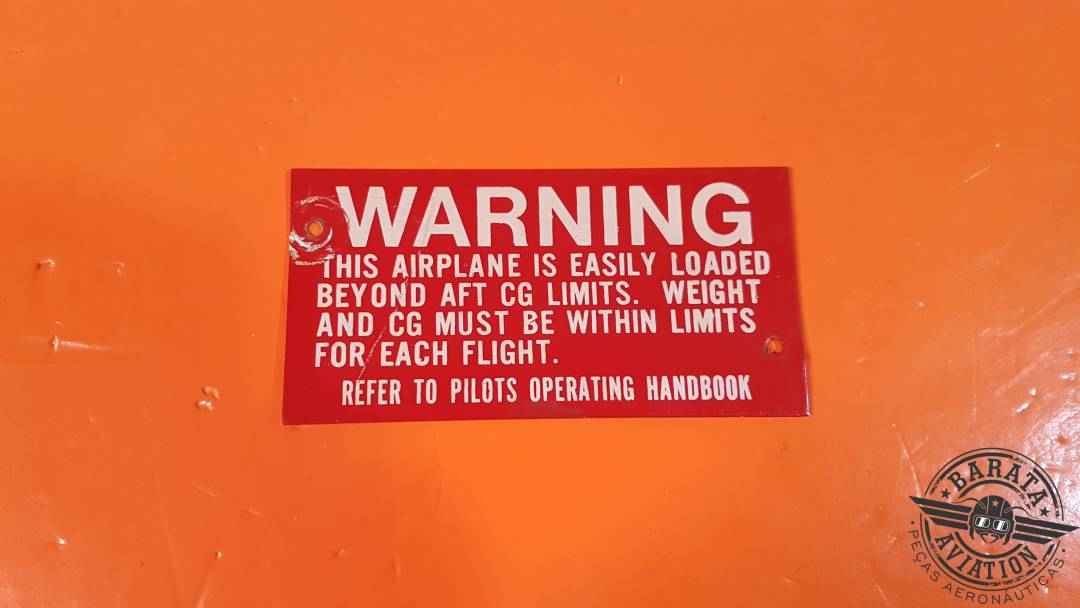 WARNING
THIS AIRPLANE IS EASILY LOADED
BEYOND AFT CG LIMITS. WEIGHT
AND CG MUST BE WITHIN LIMITS
FOR EACH FLIGHT.
REFER TO PILOTS OPERATING HANDBOOK
BARATA
AVIATION
PEÇAS AERONÁUTICAS